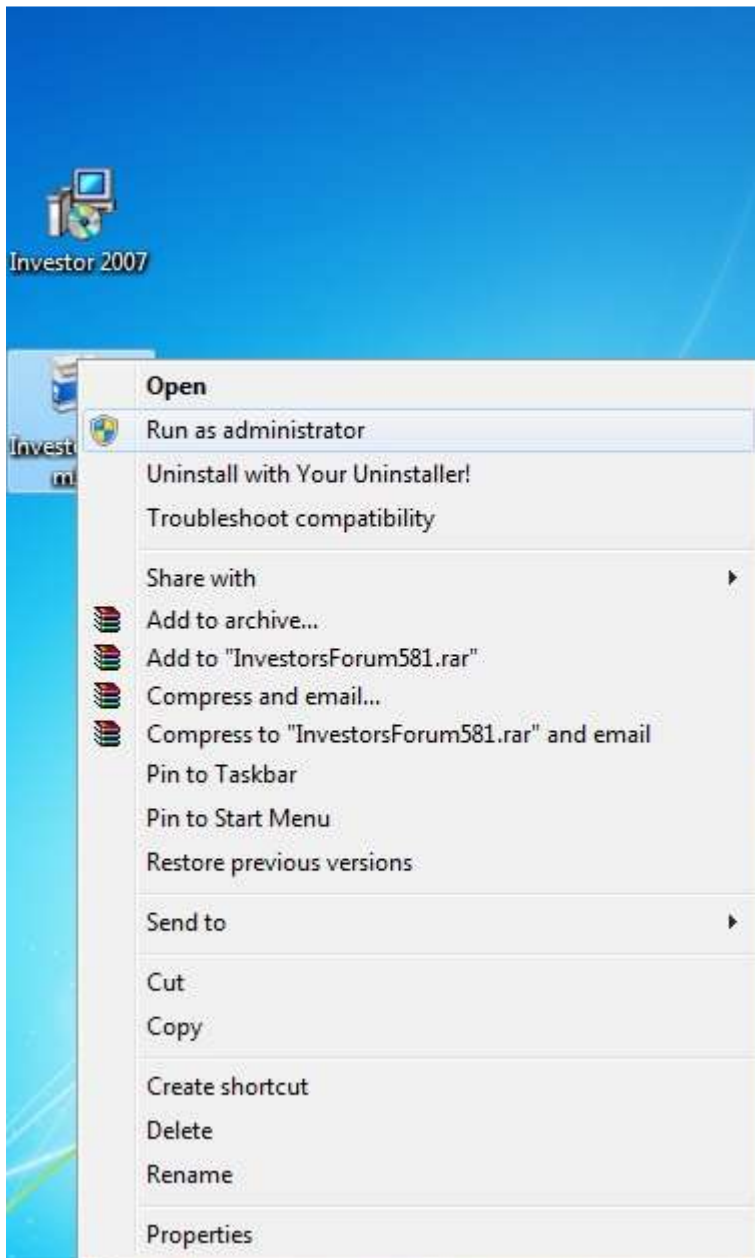 Investor 2007
Invest
m
Open
Run as administrator
Uninstall with Your Uninstaller!
Troubleshoot compatibility
Share with
Add to archive...
Add to "InvestorsForum581.rar"
Compress and email...
Compress to "InvestorsForum581.rar" and email
Pin to Taskbar
Pin to Start Menu
Restore previous versions
Send to
Cut
Copy
Create shortcut
Delete
Rename
Properties